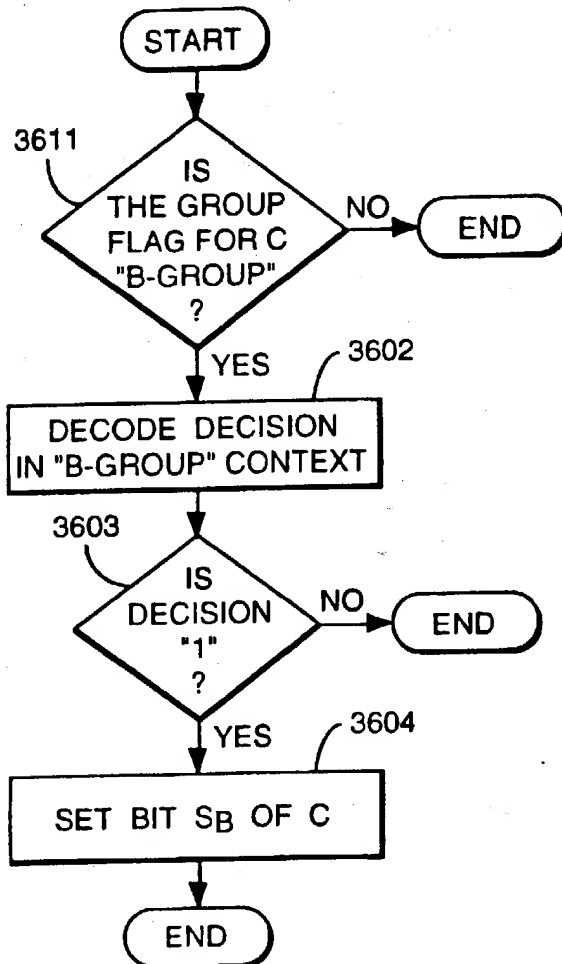 START
3611
IS
THE GROUP
FLAG FOR C
"B-GROUP"
?
NO
END
YES
3602
DECODE DECISION
IN "B-GROUP" CONTEXT
3603
IS
DECISION
"1"
?
NO
END
YES
3604
SET BIT SB OF C
END